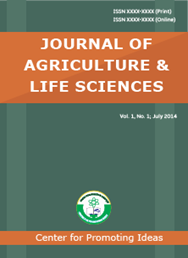 ISSN XXXX-XXXX (Print)
ISSN XXXX-XXXX (Online)
JOURNAL OF
AGRICULTURE &
LIFE SCIENCES
Vol. 1, No. 1; July 2014
Center for Promoting Ideas